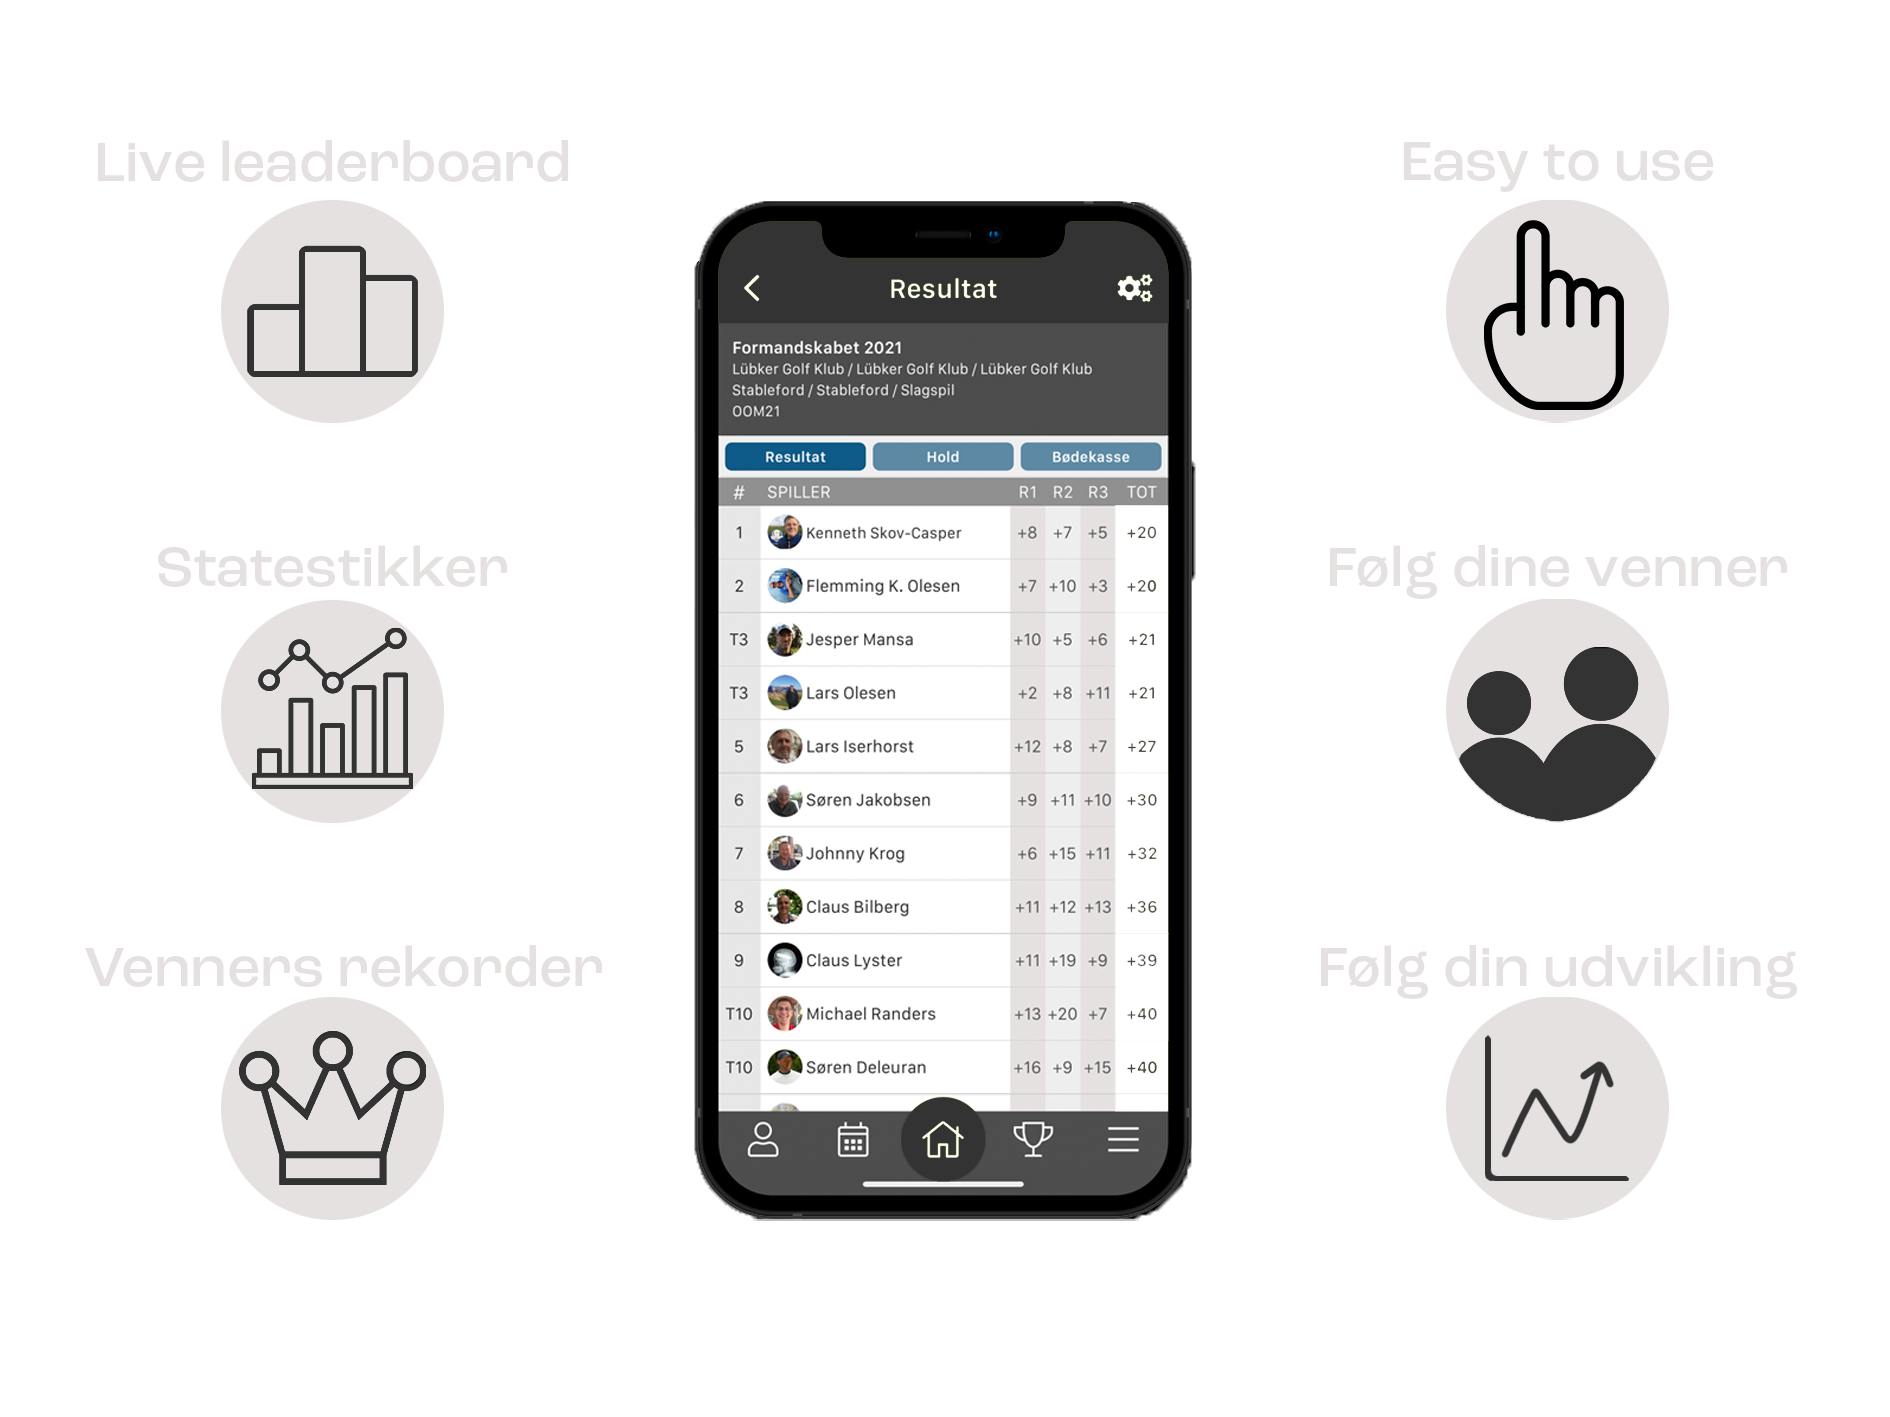 Live leaderboard
Easy to use
Statestikker
Følg dine venner
Venners rekorder
Følg din udvikling
Resultat
Formandskabet 2021
Lübker Golf Klub / Lübker Golf Klub / Lübker Golf Klub
Stableford / Stableford / Slagspil
OOM21
Resultat Hold Bødekasse
# SPILLER R1 R2 R3 TOT
1 Kenneth Skov-Casper +8 +7 +5 +20
2 Flemming K. Olesen +7 +10 +3 +20
T3 Jesper Mansa +10 +5 +6 +21
T3 Lars Olesen +2 +8 +11 +21
5 Lars Iserhorst +12 +8 +7 +27
6 Søren Jakobsen +9 +11 +10 +30
7 Johnny Krog +6 +15 +11 +32
8 Claus Bilberg +11 +12 +13 +36
9 Claus Lyster +11 +19 +9 +39
T10 Michael Randers +13 +20 +7 +40
T10 Søren Deleuran +16 +9 +15 +40